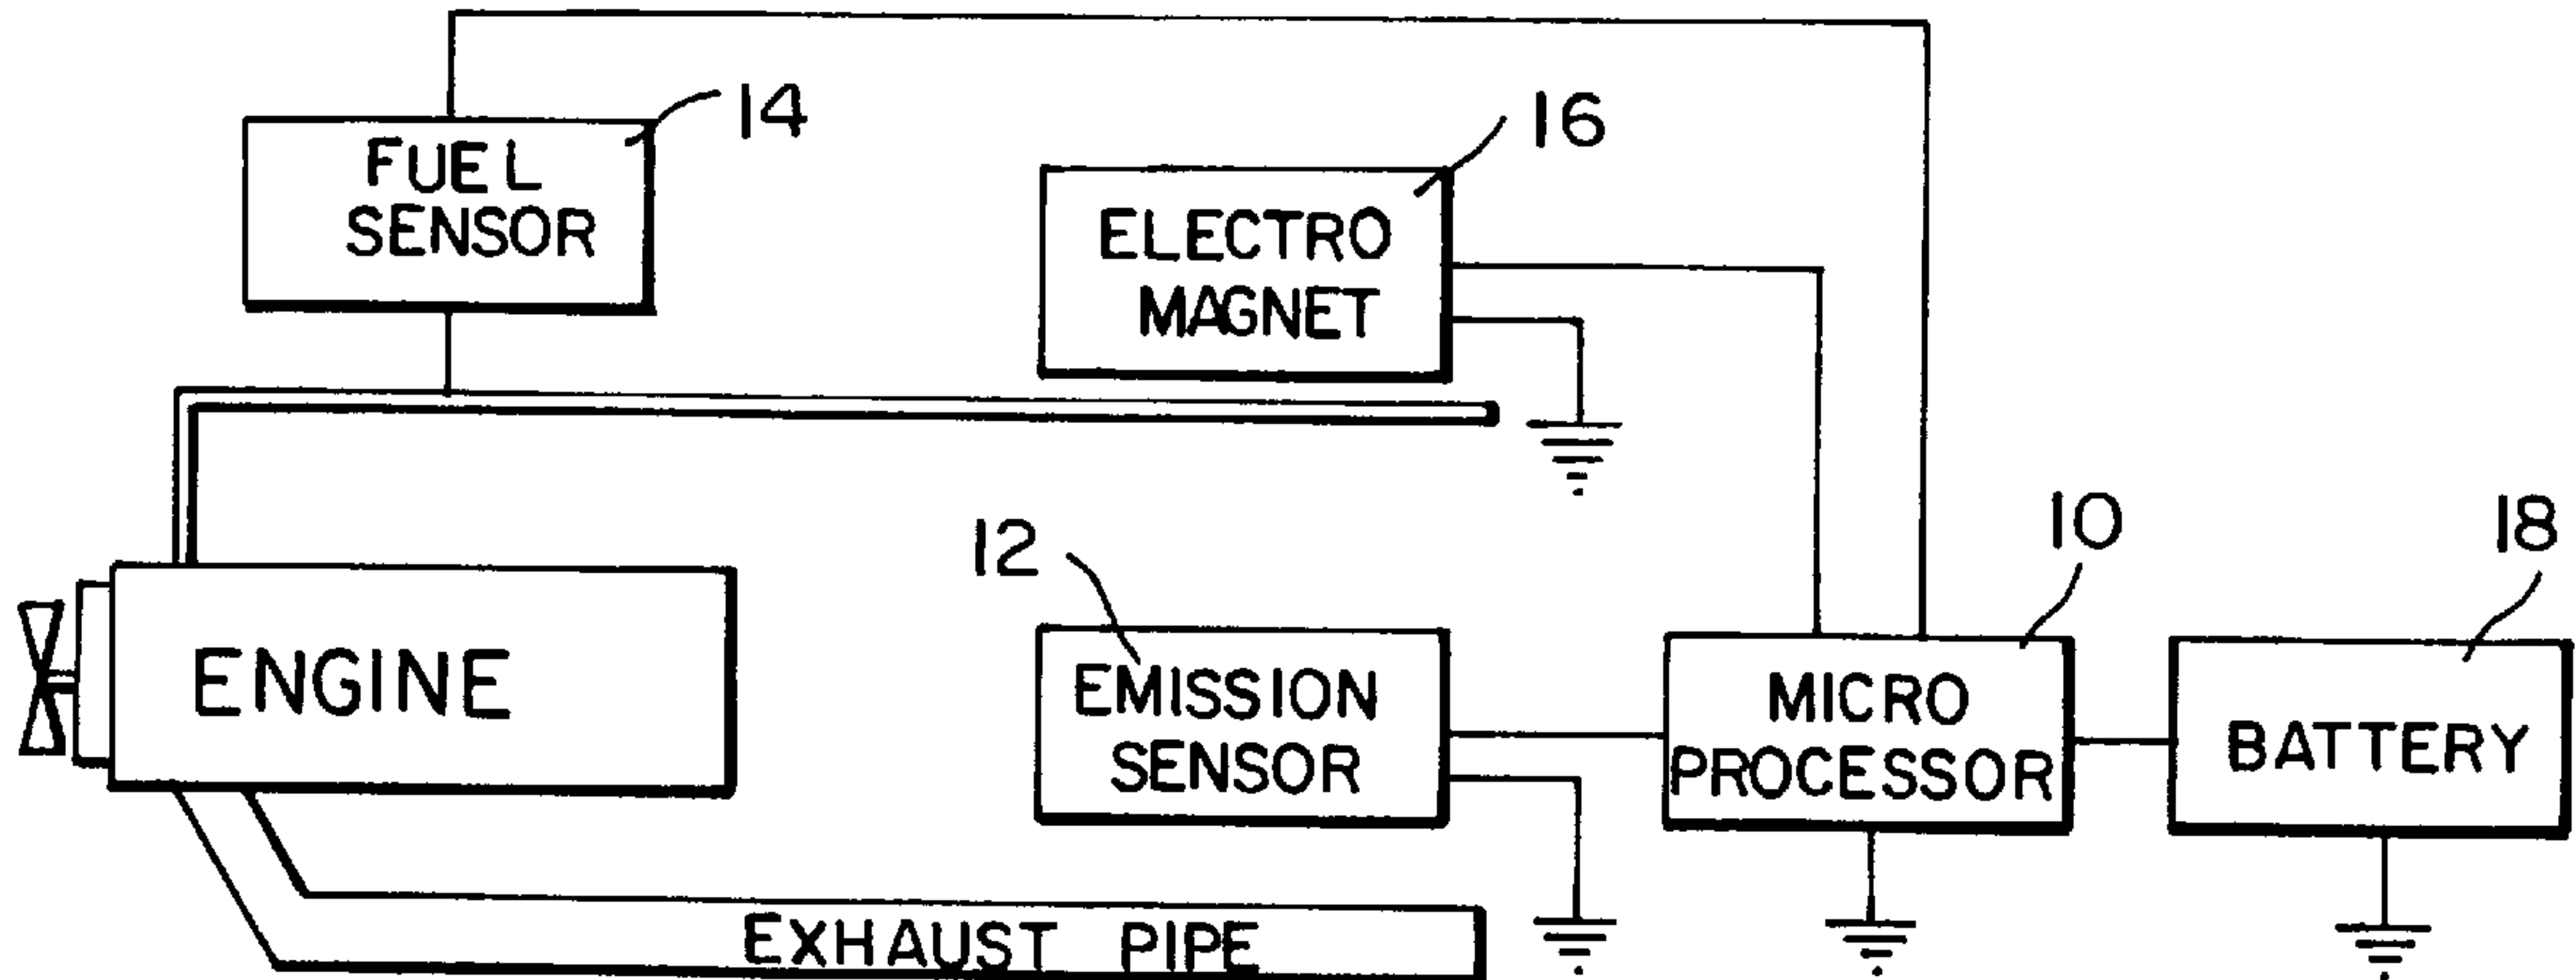 14
FUEL
SENSOR
16
ELECTRO
MAGNET
12
10
18
ENGINE
EMISSION
SENSOR
MICRO
PROCESSOR
BATTERY
EXHAUST PIPE